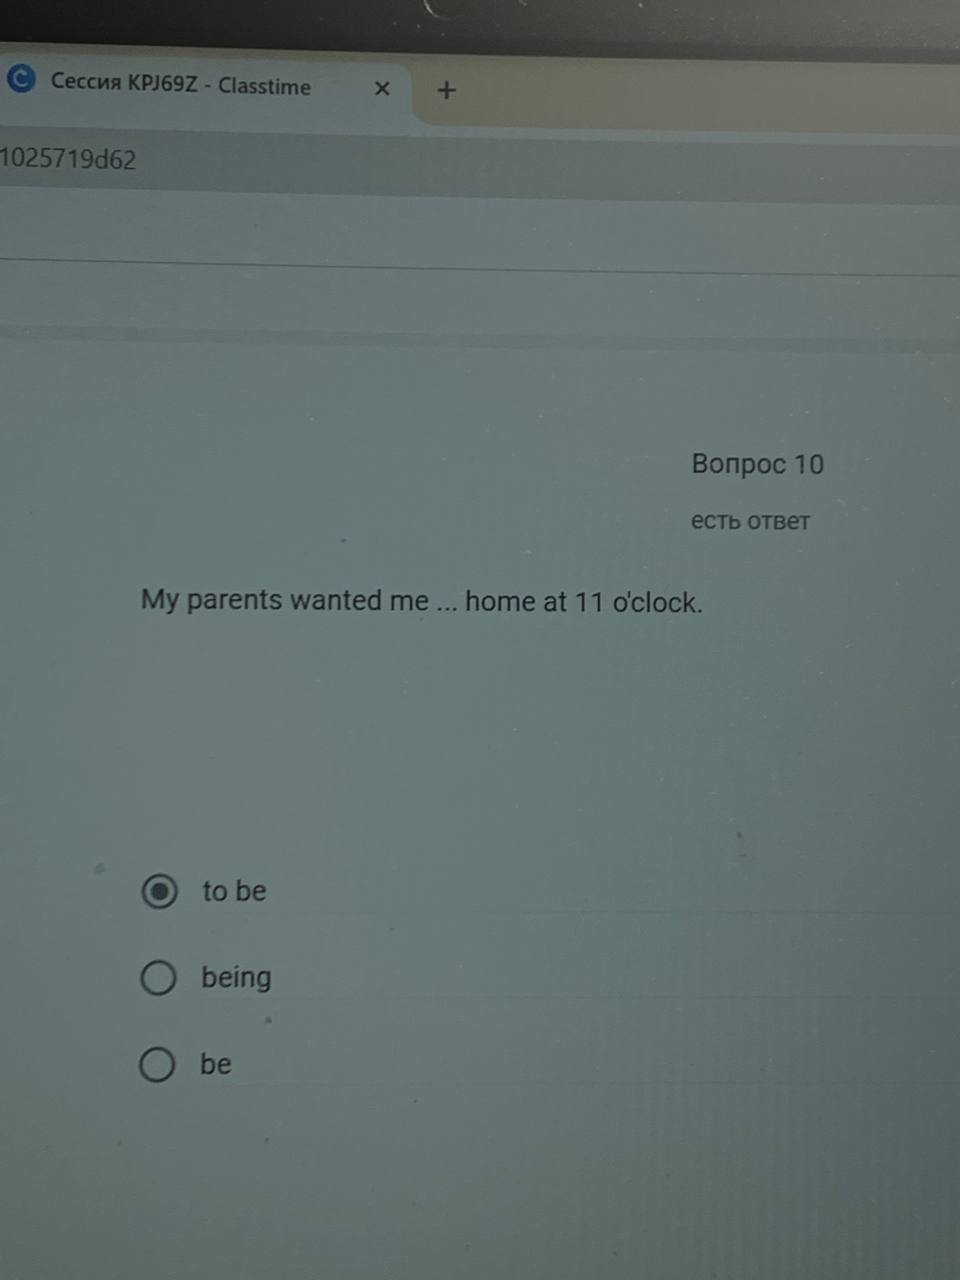 Сессия KPJ69Z - Classtime
1025719d62
Вопрос 10
есть ответ
My parents wanted me ... home at 11 o'clock.
to be
being
be